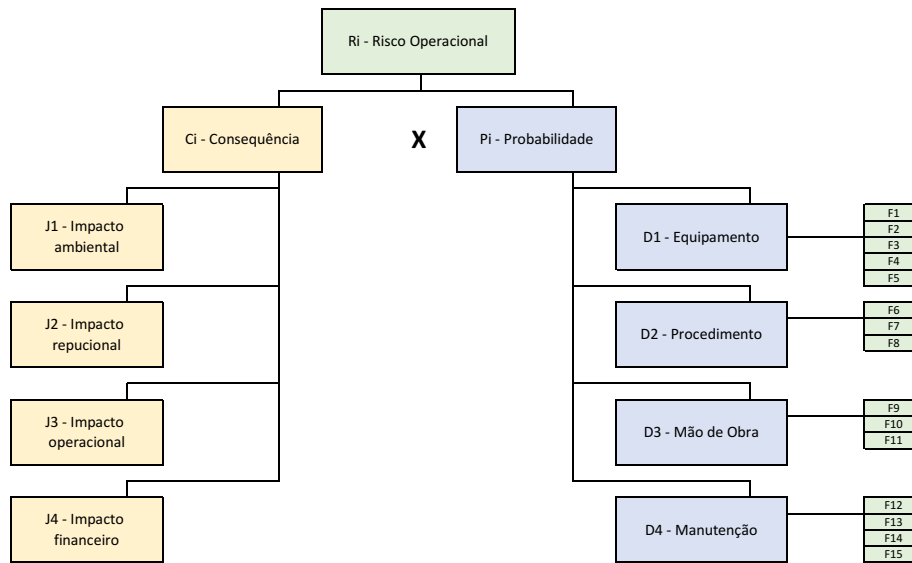 Ri - Risco Operacional
Ci - Consequência
X
Pi - Probabilidade
J1 - Impacto
ambiental
D1 - Equipamento
F1
F2
F3
F4
F5
J2 - Impacto
repucional
D2 - Procedimento
F6
F7
F8
J3 - Impacto
operacional
D3 - Mão de Obra
F9
F10
F11
J4 - Impacto
financeiro
D4 - Manutenção
F12
F13
F14
F15